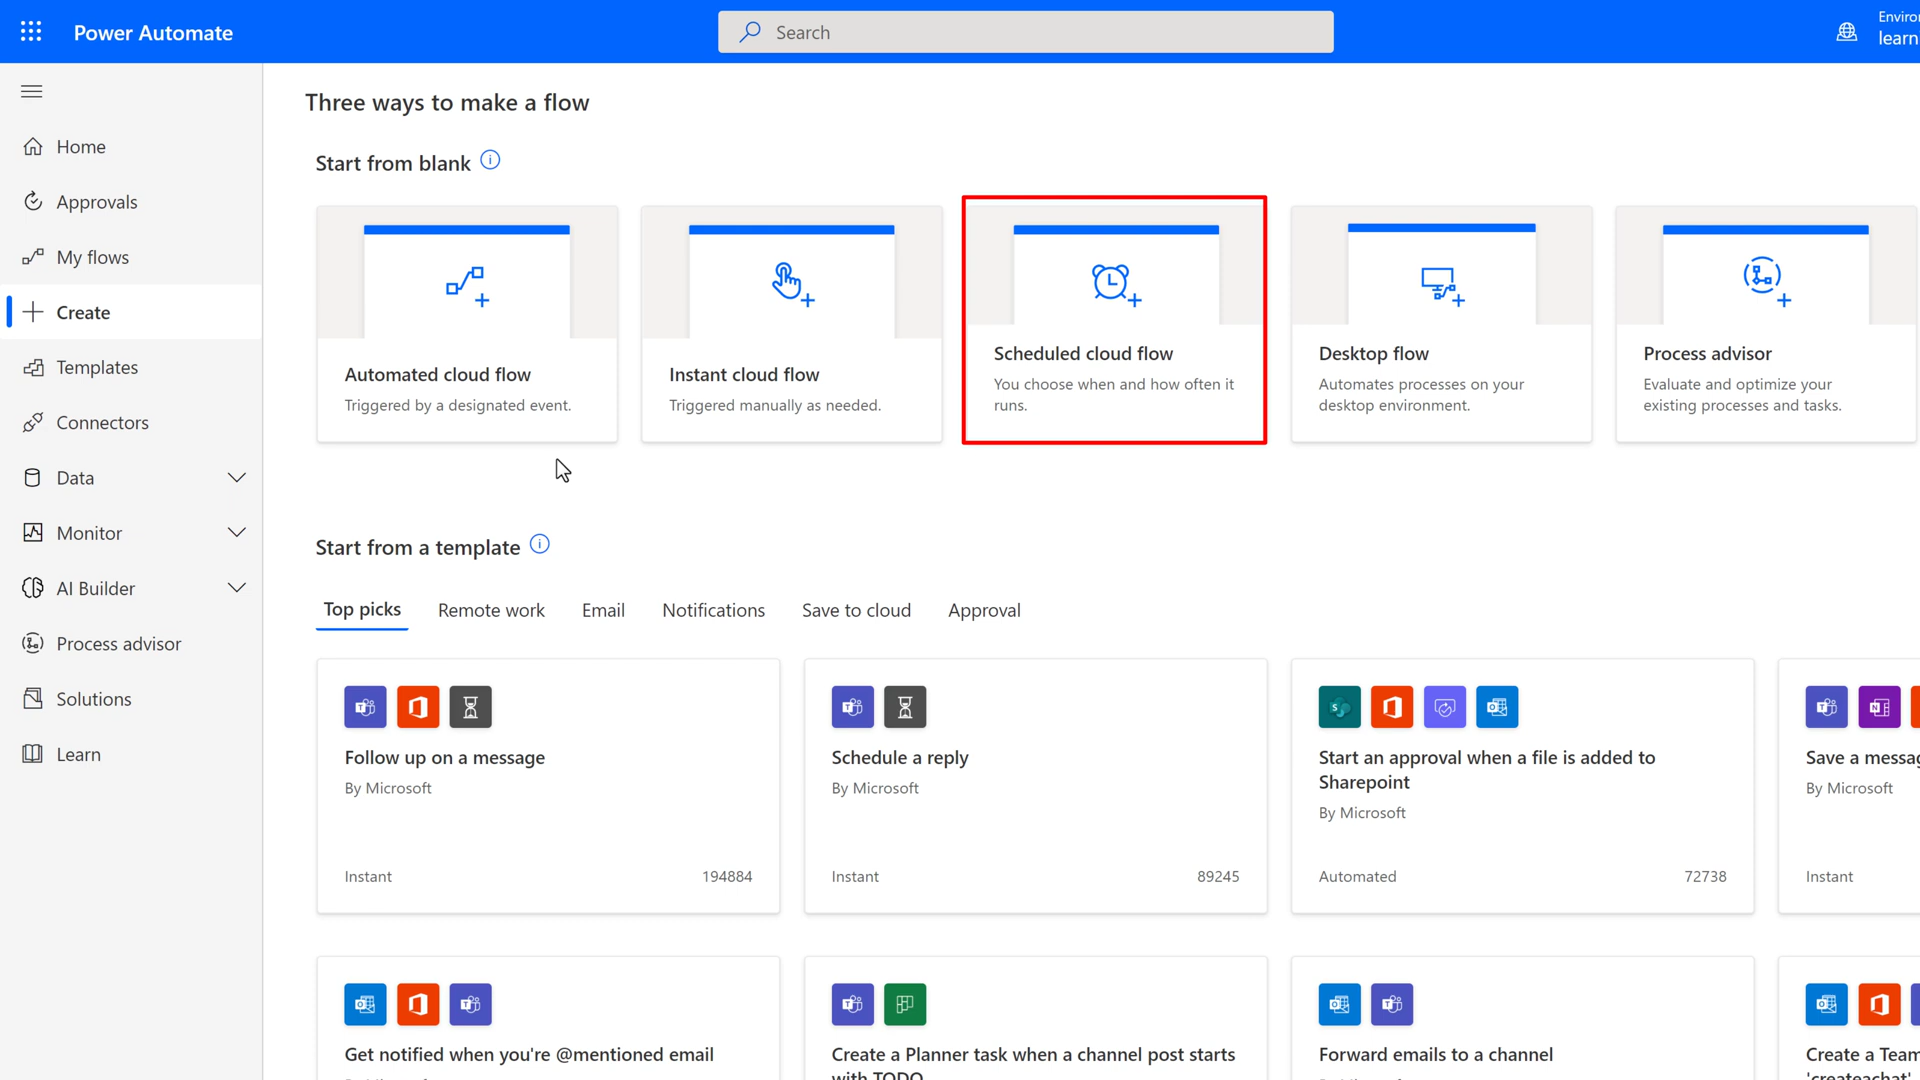 Power Automate
Search
Enviro
learn
Three ways to make a flow
Home
Approvals
My flows
Create
Templates
Connectors
Data
Monitor
AI Builder
Process advisor
Solutions
Learn
Start from blank
Automated cloud flow
Triggered by a designated event.
Instant cloud flow
Triggered manually as needed.
Scheduled cloud flow
You choose when and how often it
runs.
Desktop flow
Automates processes on your
desktop environment.
Process advisor
Evaluate and optimize your
existing processes and tasks.
Start from a template
Top picks Remote work Email Notifications Save to cloud Approval
Follow up on a message
By Microsoft
Instant 194884
Schedule a reply
By Microsoft
Instant 89245
Start an approval when a file is added to
Sharepoint
By Microsoft
Automated 72738
Save a messag
By Microsoft
Instant
Get notified when you're @mentioned email
Create a Planner task when a channel post starts
with TODO
Forward emails to a channel
Create a Team
'createachat'